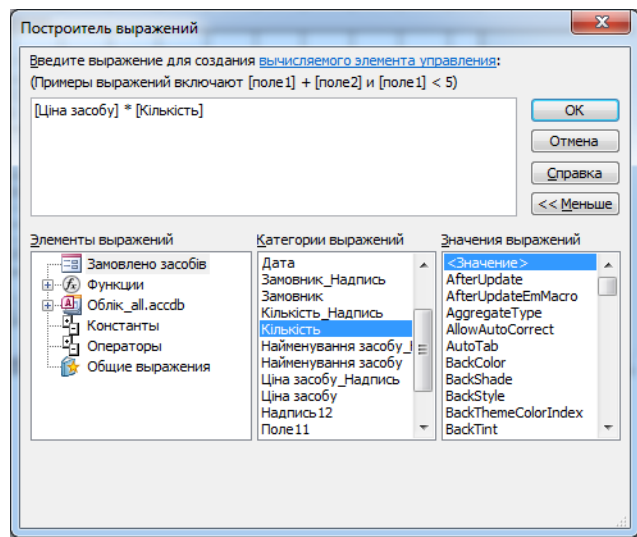 Построитель выражений
Введите выражение для создания вычисляемого элемента управления:
(Примеры выражений включают [поле1] + [поле2] и [поле1] < 5)
[Ціна засобу] * [Кількість]
OK
Отмена
Справка
<< Меньше
Элементы выражений
Замовлено засобів
Функции
Облік_all.accdb
Константы
Операторы
Общие выражения
Категории выражений
Дата
Замовник_Надпись
Замовник
Кількість_Надпись
Кількість
Найменування засобу_
Найменування засобу
Ціна засобу_Надпись
Ціна засобу
Надпись12
Поле11
Значения выражений
<Значение>
AfterUpdate
AfterUpdateEmMacro
AggregateType
AllowAutoCorrect
AutoTab
BackColor
BackShade
BackStyle
BackThemeColorIndex
BackTint